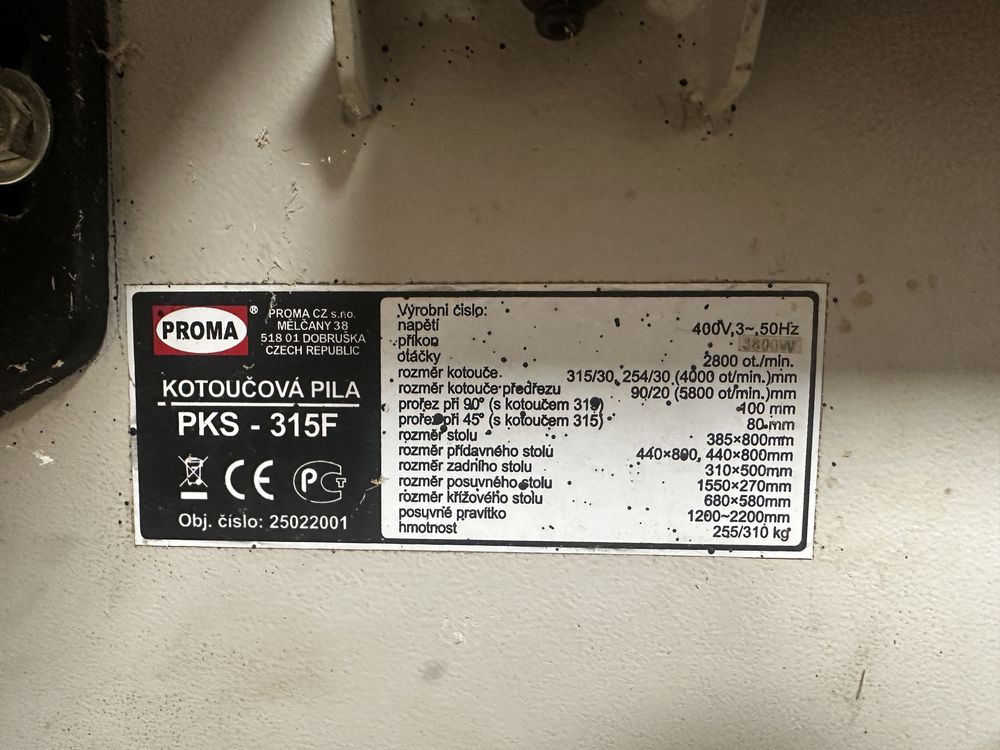 PROMA ®
PROMA CZ s.r.o.
MĚLČANY 38
518 01 DOBRUŠKA
CZECH REPUBLIC
KOTOUČOVÁ PILA
PKS - 315F
CE
Obj. číslo: 25022001
Výrobní číslo:
napětí 400V,3~,50Hz
příkon 3800W
otáčky 2800 ot./min.
rozměr kotouče 315/30, 254/30 (4000 ot/min.)mm
rozměr kotouče předřezu 90/20 (5800 ot/min.)mm
prořez při 90° (s kotoučem 315) 100 mm
prořez při 45° (s kotoučem 315) 80 mm
rozměr stolu 385×800mm
rozměr přídavného stolu 440×800, 440×800mm
rozměr zadního stolu 310×500mm
rozměr posuvného stolu 1550×270mm
rozměr křížového stolu 680×580mm
posuvné pravítko 1200~2200mm
hmotnost 255/310 kg